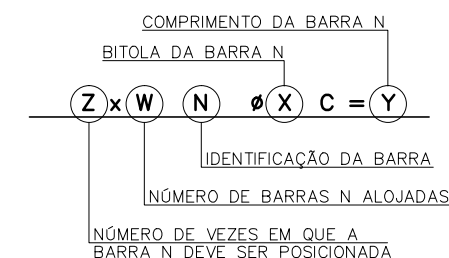 COMPRIMENTO DA BARRA N
BITOLA DA BARRA N
Z x W N ø X C = Y
IDENTIFICAÇÃO DA BARRA
NÚMERO DE BARRAS N ALOJADAS
NÚMERO DE VEZES EM QUE A
BARRA N DEVE SER POSICIONADA